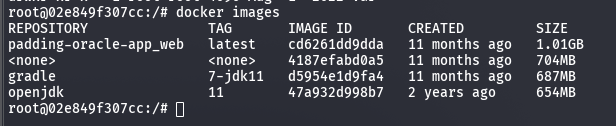 root@02e849f307cc:/# docker images
REPOSITORY TAG IMAGE ID CREATED SIZE
padding-oracle-app_web latest cd6261dd9dda 11 months ago 1.01GB
<none> <none> 4187efabd0a5 11 months ago 704MB
gradle 7-jdk11 d5954e1d9fa4 11 months ago 687MB
openjdk 11 47a932d998b7 2 years ago 654MB
root@02e849f307cc:/#